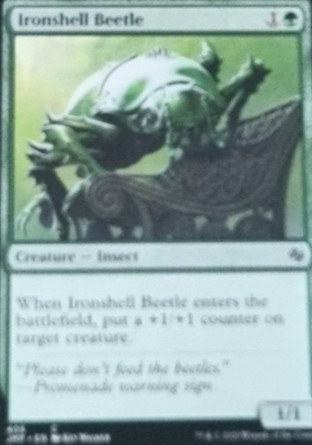 Ironshell Beetle 1
Creature — Insect
When Ironshell Beetle enters the
battlefield, put a +1/+1 counter on
target creature.
"Please don't feed the beetles."
—Promenade warning sign
1/1